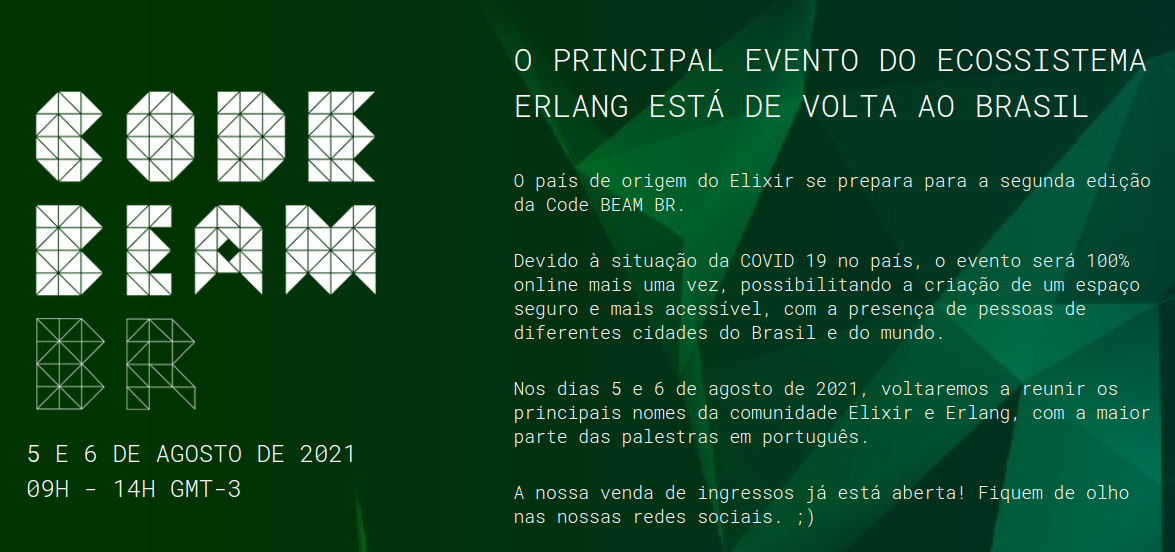 CODE
BEAM
BR
5 E 6 DE AGOSTO DE 2021
09H - 14H GMT-3
O PRINCIPAL EVENTO DO ECOSSISTEMA
ERLANG ESTÁ DE VOLTA AO BRASIL
O país de origem do Elixir se prepara para a segunda edição
da Code BEAM BR.
Devido à situação da COVID 19 no país, o evento será 100%
online mais uma vez, possibilitando a criação de um espaço
seguro e mais acessível, com a presença de pessoas de
diferentes cidades do Brasil e do mundo.
Nos dias 5 e 6 de agosto de 2021, voltaremos a reunir os
principais nomes da comunidade Elixir e Erlang, com a maior
parte das palestras em português.
A nossa venda de ingressos já está aberta! Fiquem de olho
nas nossas redes sociais. ;)